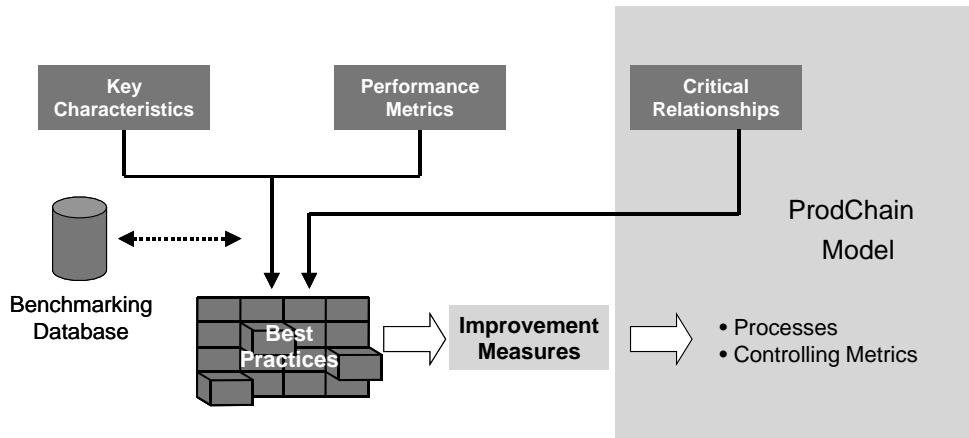 Key
Characteristics
Performance
Metrics
Critical
Relationships
ProdChain
Model
Benchmarking
Database
Best
Practices
Improvement
Measures
• Processes
• Controlling Metrics